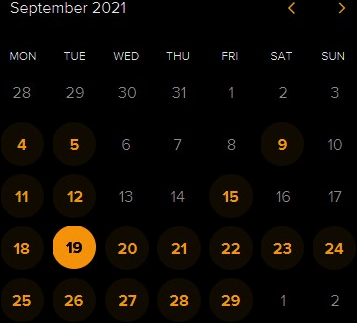 September 2021
MON TUE WED THU FRI SAT SUN
28 29 30 31 1 2 3
4 5 6 7 8 9 10
11 12 13 14 15 16 17
18 19 20 21 22 23 24
25 26 27 28 29 1 2